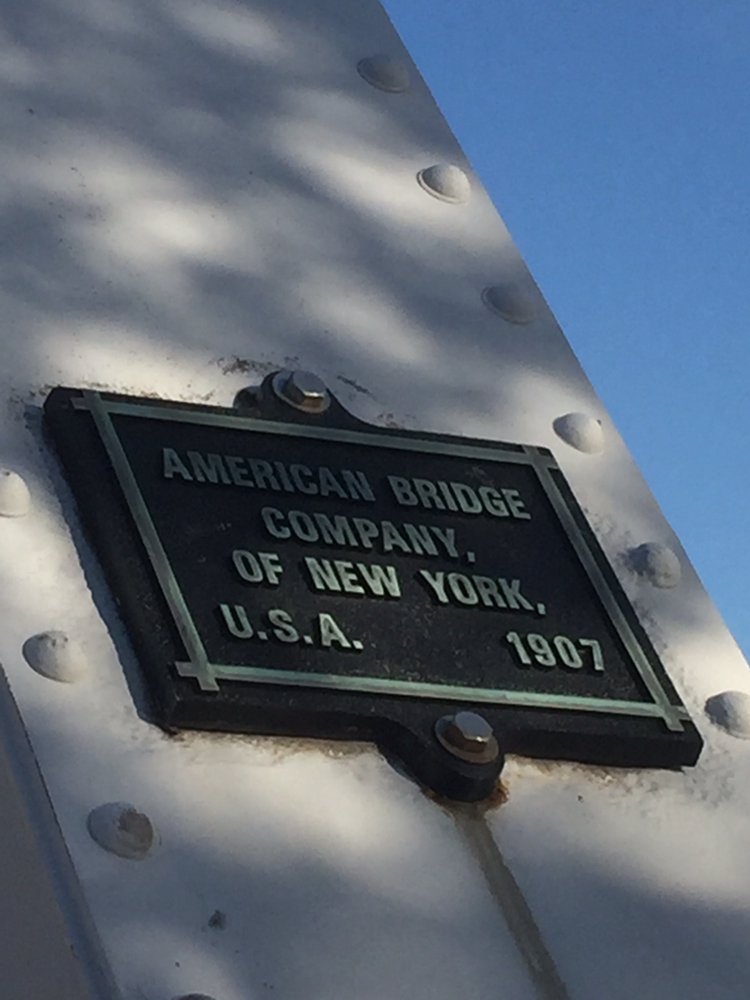 AMERICAN BRIDGE
COMPANY,
OF NEW YORK,
U.S.A. 1907